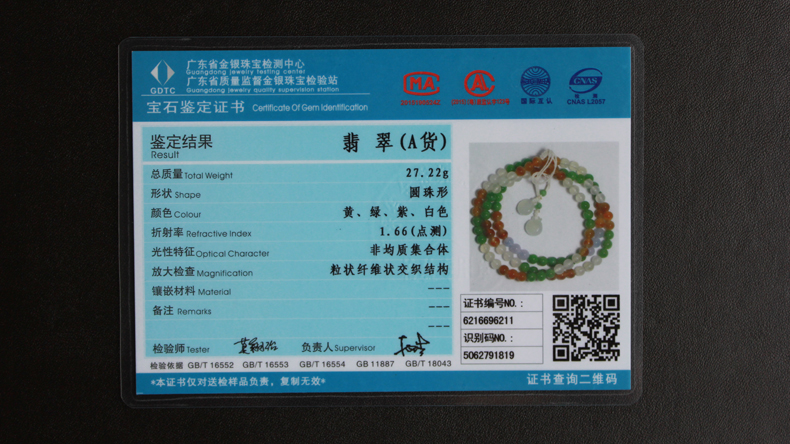 广东省金银珠宝检测中心
Guangdong jewelry testing center
广东省质量监督金银珠宝检验站
Guangdong jewelry quality supervision station
GDTC
宝石鉴定证书 Certificate Of Gem Identification
MA
AL
国际互认
CNAS
CNAS L2057
鉴定结果
Result
翡翠(A货)
总质量 Total Weight 27.22g
形状 Shape 圆珠形
颜色 Colour 黄、绿、紫、白色
折射率 Refractive Index 1.66(点测)
光性特征 Optical Character 非均质集合体
放大检查 Magnification 粒状纤维状交织结构
镶嵌材料 Material ---
备注 Remarks ---
---
检验师 Tester 负责人 Supervisor
检验依据 GB/T 16552 GB/T 16553 GB/T 16554 GB 11887 GB/T 18043
证书编号NO.:
6216696211
识别码NO.:
5062791819
*本证书仅对送检样品负责，复制无效*
证书查询二维码